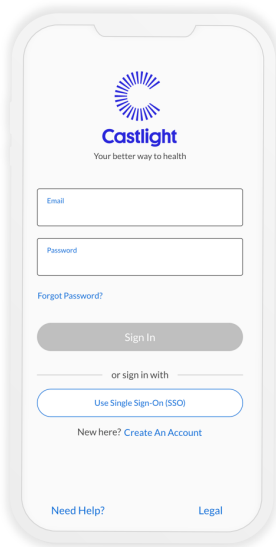 Castlight
Your better way to health
Email
Password
Forgot Password?
Sign In
or sign in with
Use Single Sign-On (SSO)
New here? Create An Account
Need Help? Legal